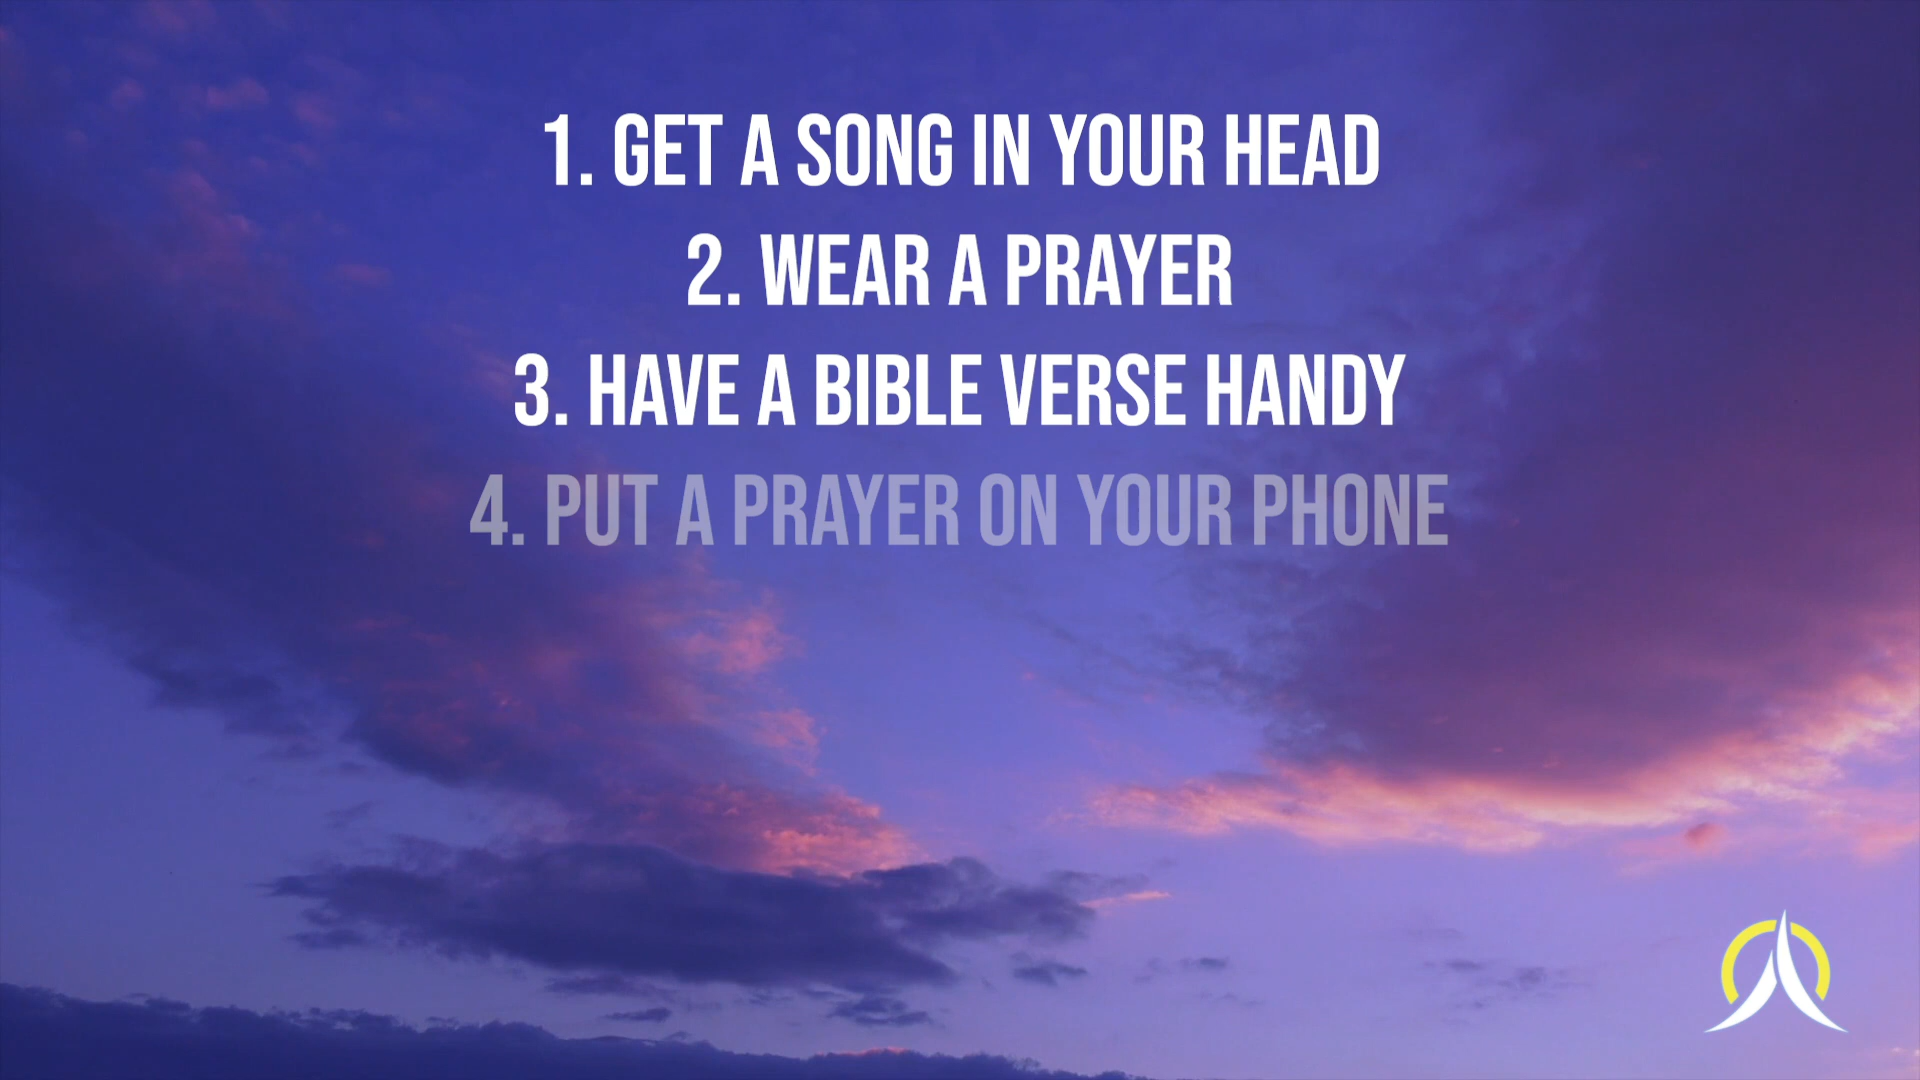 1. GET A SONG IN YOUR HEAD
2. WEAR A PRAYER
3. HAVE A BIBLE VERSE HANDY
4. PUT A PRAYER ON YOUR PHONE